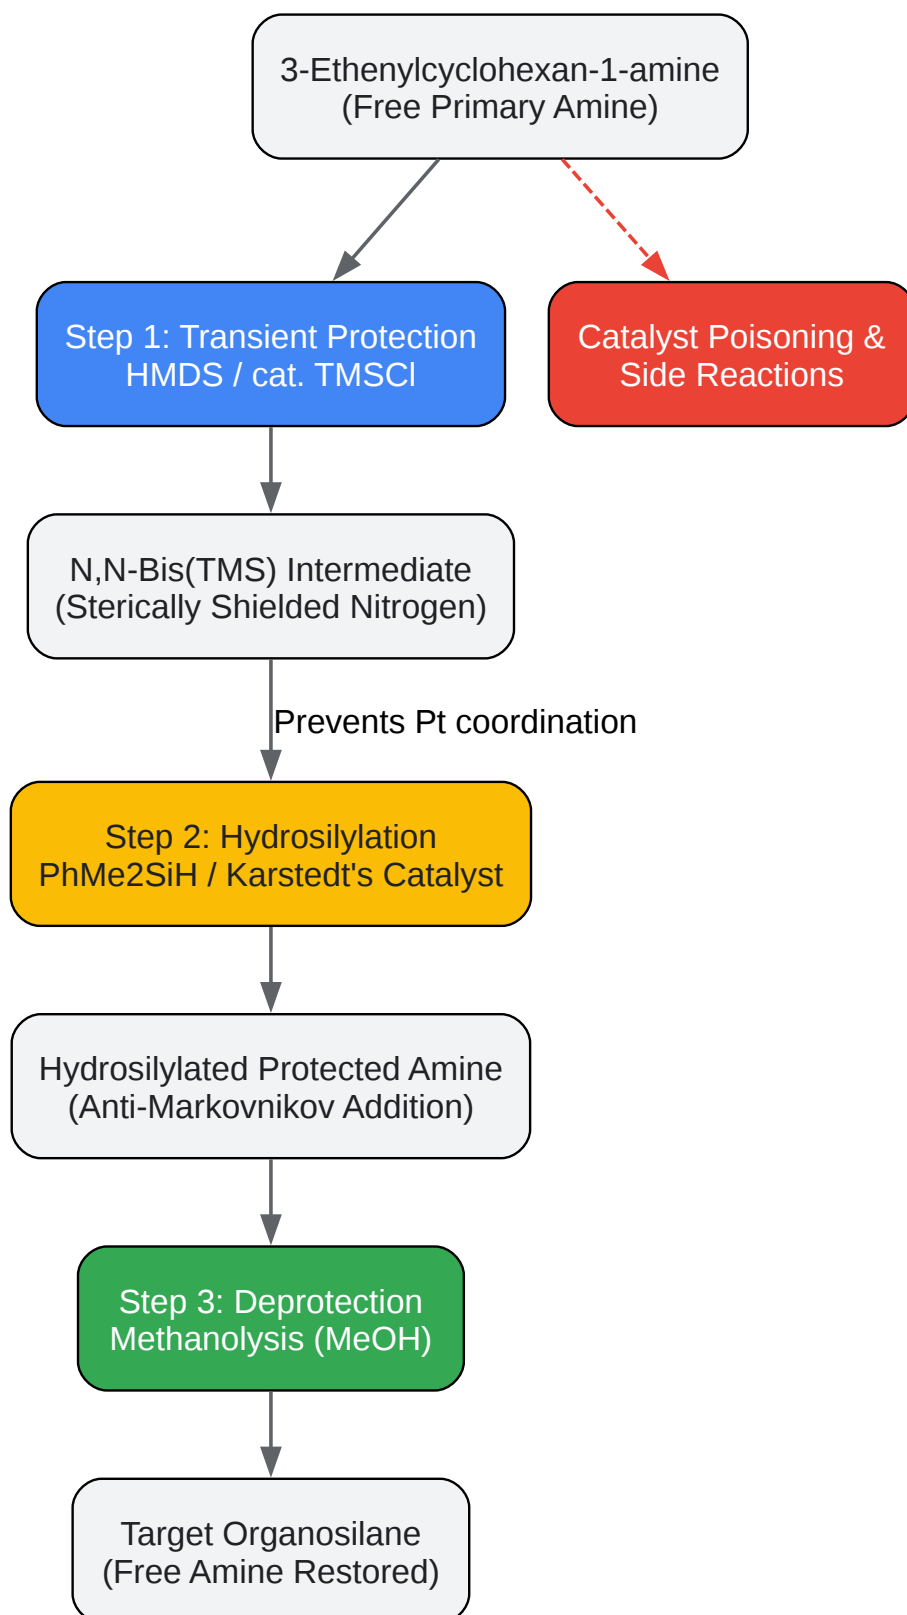 3-Ethenylcyclohexan-1-amine
(Free Primary Amine)
Step 1: Transient Protection
HMDS / cat. TMSCl
Catalyst Poisoning &
Side Reactions
N,N-Bis(TMS) Intermediate
(Sterically Shielded Nitrogen)
Prevents Pt coordination
Step 2: Hydrosilylation
PhMe2SiH / Karstedt's Catalyst
Hydrosilylated Protected Amine
(Anti-Markovnikov Addition)
Step 3: Deprotection
Methanolysis (MeOH)
Target Organosilane
(Free Amine Restored)